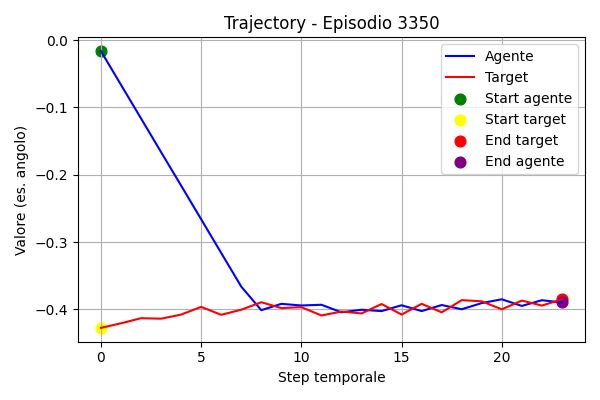 Trajectory - Episodio 3350
Valore (es. angolo)
0.0
−0.1
−0.2
−0.3
−0.4
Agente
Target
Start agente
Start target
End target
End agente
0 5 10 15 20
Step temporale